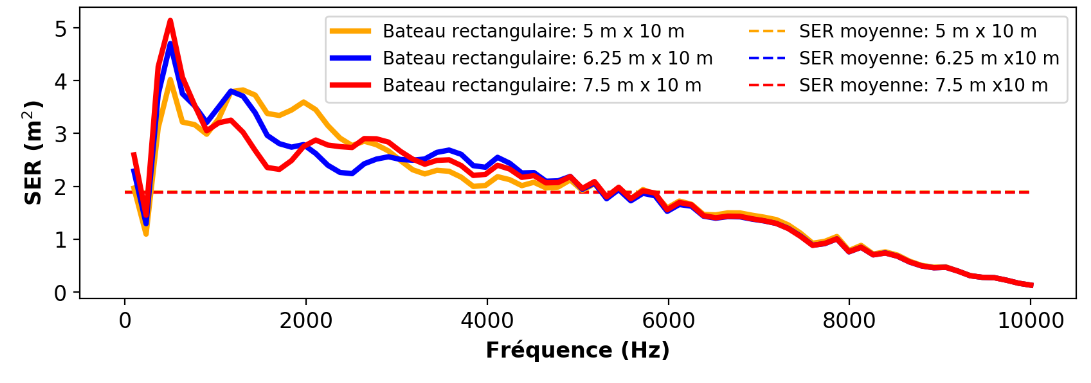 Bateau rectangulaire: 5 m x 10 m
Bateau rectangulaire: 6.25 m x 10 m
Bateau rectangulaire: 7.5 m x 10 m
SER moyenne: 5 m x 10 m
SER moyenne: 6.25 m x10 m
SER moyenne: 7.5 m x10 m
SER (m²)
5
4
3
2
1
0
0 2000 4000 6000 8000 10000
Fréquence (Hz)